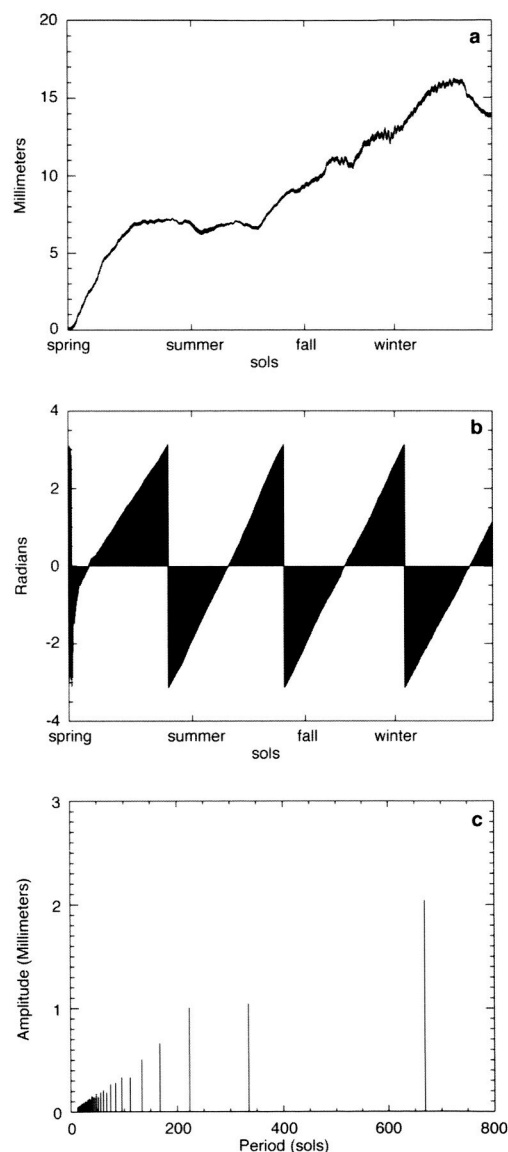 a
20
15
10
5
0
Millimeters
spring summer fall winter
sols
b
4
2
0
-2
-4
Radians
spring summer fall winter
sols
c
3
2
1
0
Amplitude (Millimeters)
0 200 400 600 800
Period (sols)